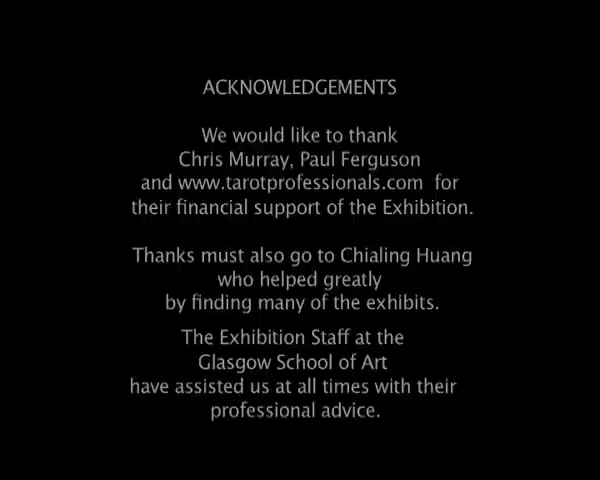 ACKNOWLEDGEMENTS
We would like to thank
Chris Murray, Paul Ferguson
and www.tarotprofessionals.com for
their financial support of the Exhibition.
Thanks must also go to Chialing Huang
who helped greatly
by finding many of the exhibits.
The Exhibition Staff at the
Glasgow School of Art
have assisted us at all times with their
professional advice.